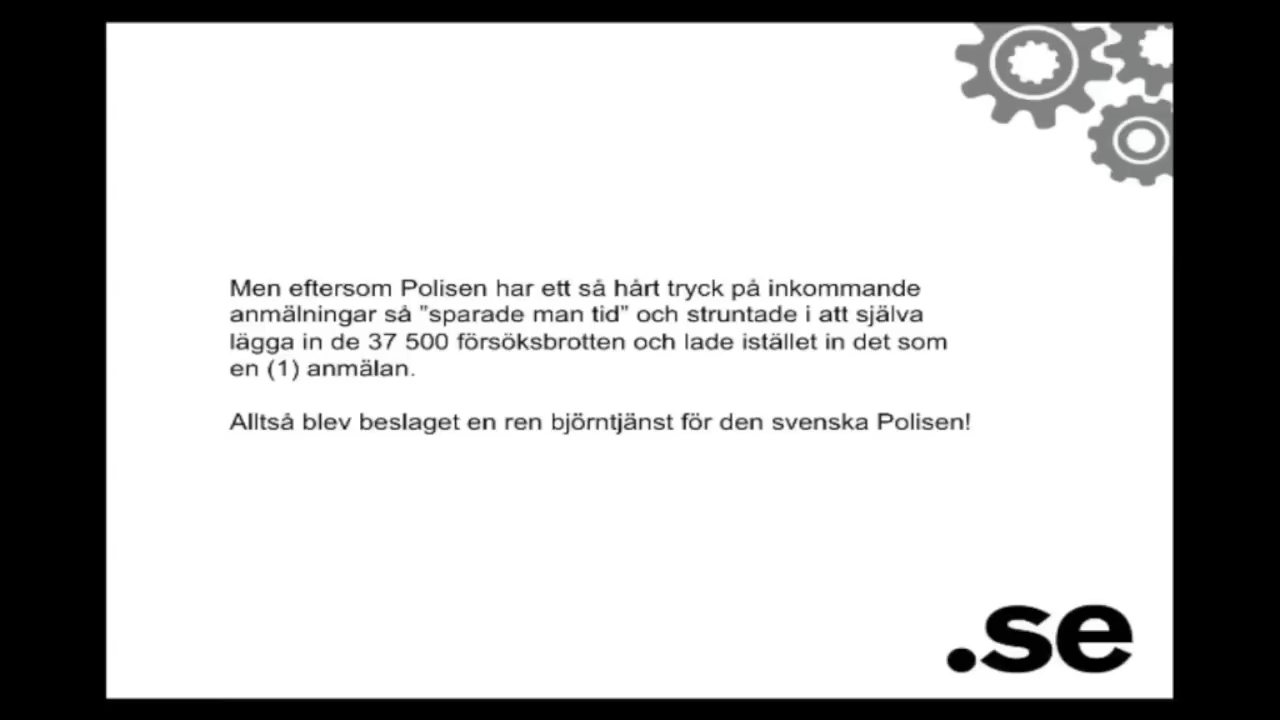 Men eftersom Polisen har ett så hårt tryck på inkommande
anmälningar så "sparade man tid" och struntade i att själva
lägga in de 37 500 försöksbrotten och lade istället in det som
en (1) anmälan.
Alltså blev beslaget en ren björntjänst för den svenska Polisen!
.se